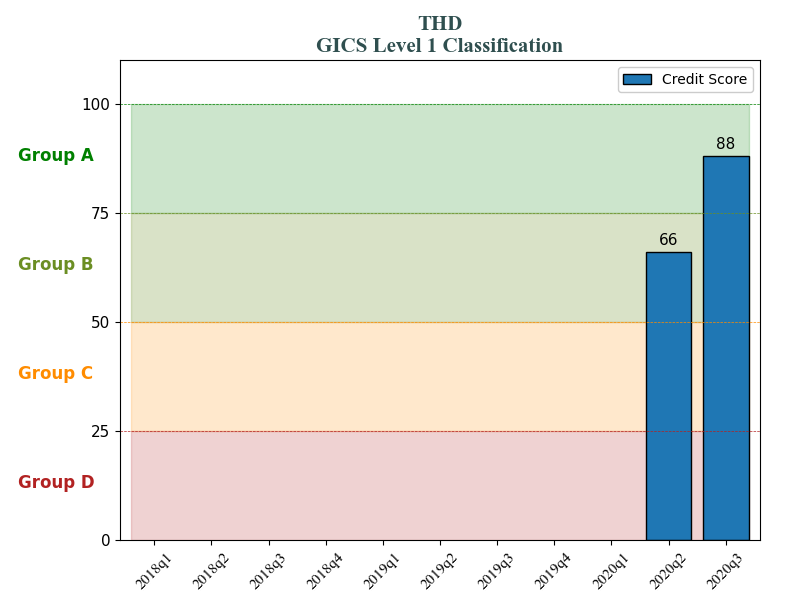 THD
GICS Level 1 Classification
Credit Score
100
88
Group A
75
66
Group B
50
Group C
25
Group D
0
2018q1
2018q2
2018q3
2018q4
2019q1
2019q2
2019q3
2019q4
2020q1
2020q2
2020q3